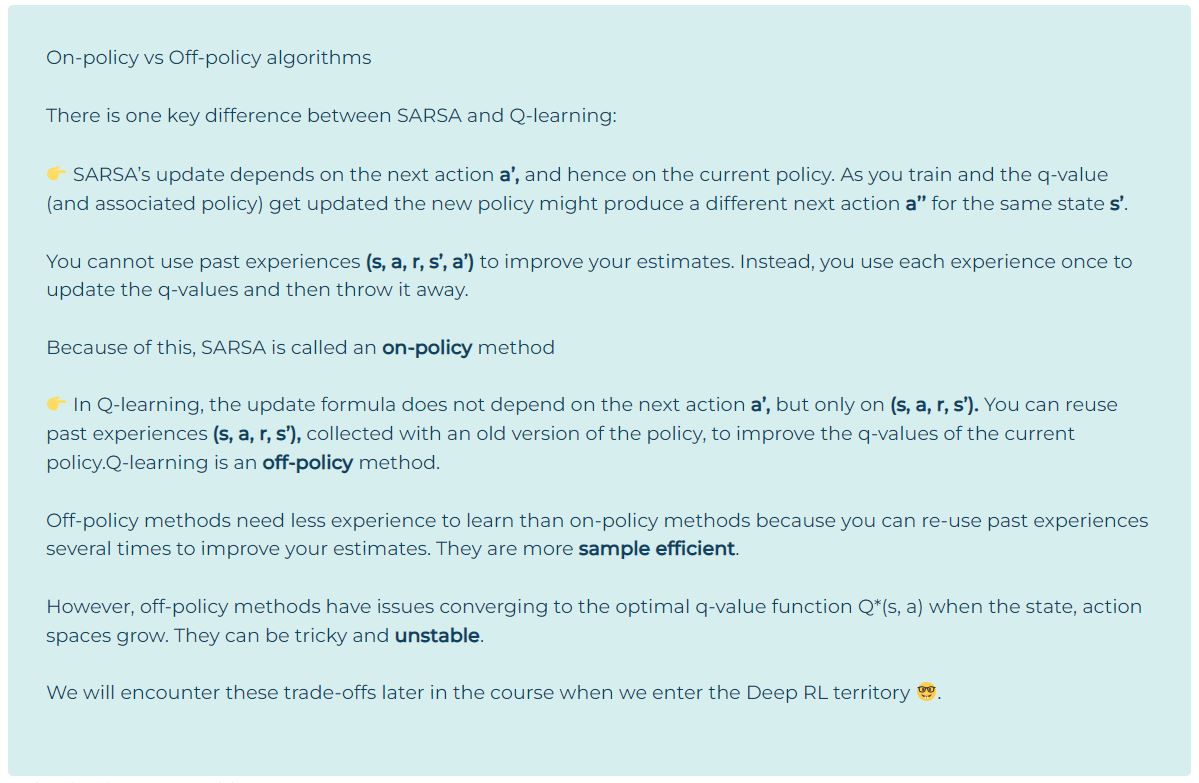 On-policy vs Off-policy algorithms
There is one key difference between SARSA and Q-learning:
👉 SARSA’s update depends on the next action a’, and hence on the current policy. As you train and the q-value
(and associated policy) get updated the new policy might produce a different next action a’’ for the same state s’.
You cannot use past experiences (s, a, r, s’, a’) to improve your estimates. Instead, you use each experience once to
update the q-values and then throw it away.
Because of this, SARSA is called an on-policy method
👉 In Q-learning, the update formula does not depend on the next action a’, but only on (s, a, r, s’). You can reuse
past experiences (s, a, r, s’), collected with an old version of the policy, to improve the q-values of the current
policy.Q-learning is an off-policy method.
Off-policy methods need less experience to learn than on-policy methods because you can re-use past experiences
several times to improve your estimates. They are more sample efficient.
However, off-policy methods have issues converging to the optimal q-value function Q*(s, a) when the state, action
spaces grow. They can be tricky and unstable.
We will encounter these trade-offs later in the course when we enter the Deep RL territory 🤓.